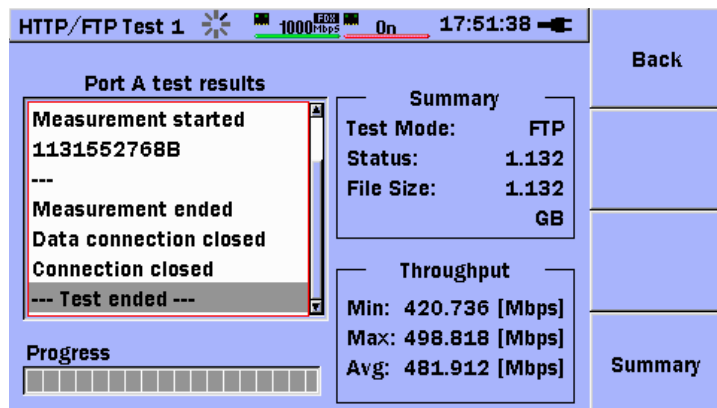 HTTP/FTP Test 1
1000 FDX Mbps
On
17:51:38
Back
Port A test results
Measurement started
1131552768B
---
Measurement ended
Data connection closed
Connection closed
--- Test ended ---
Progress
Summary
Test Mode: FTP
Status: 1.132
File Size: 1.132
GB
Throughput
Min: 420.736 [Mbps]
Max: 498.818 [Mbps]
Avg: 481.912 [Mbps]
Summary